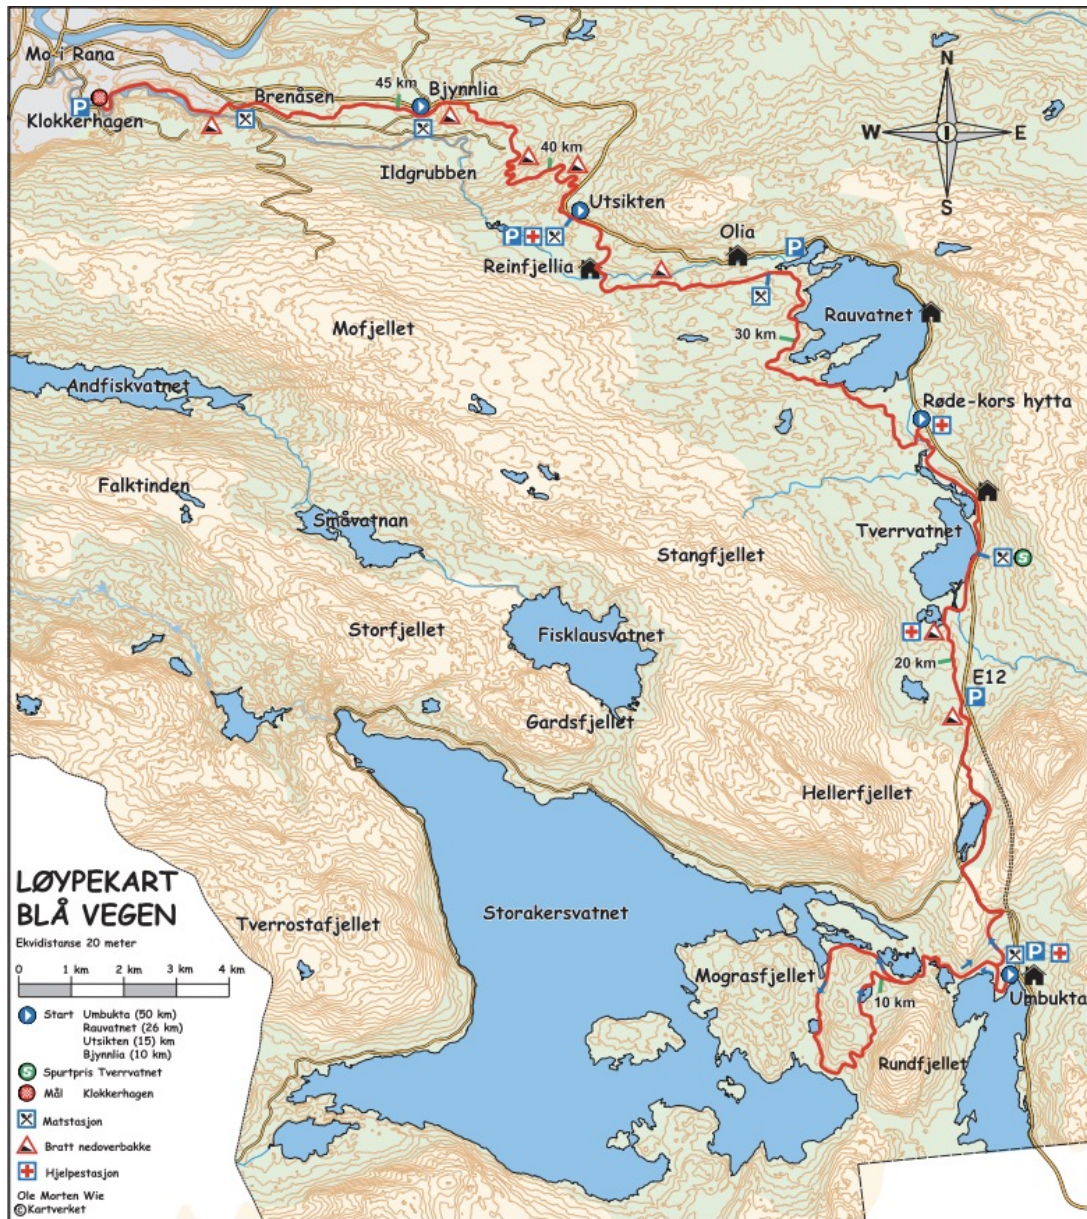 N
W
I
E
S
Mo i Rana
Klokkerhagen
P
Brenåsen
45 km
Bjynnlia
Ildgrubben
40 km
Utsikten
P
Reinfjellia
Olia
P
Mofjellet
Rauvatnet
30 km
Andfiskvatnet
Røde-kors hytta
Falktinden
Småvatnan
Tverrvatnet
Stangfjellet
S
Storfjellet
Fisklausvatnet
20 km
E12
P
Gardsfjellet
Hellerfjellet
Storakersvatnet
Tverrostafjellet
Mograsfjellet
P
10 km
Umbukta
Rundfjellet
LØYPEKART
BLÅ VEGEN
Ekvidistanse 20 meter
0 1 km 2 km 3 km 4 km
Start Umbukta (50 km)
Rauvatnet (26 km)
Utsikten (15) km
Bjynnlia (10 km)
S Spurtpris Tverrvatnet
Mål Klokkerhagen
Matstasjon
Bratt nedoverbakke
Hjelpestasjon
Ole Morten Wie
©Kartverket